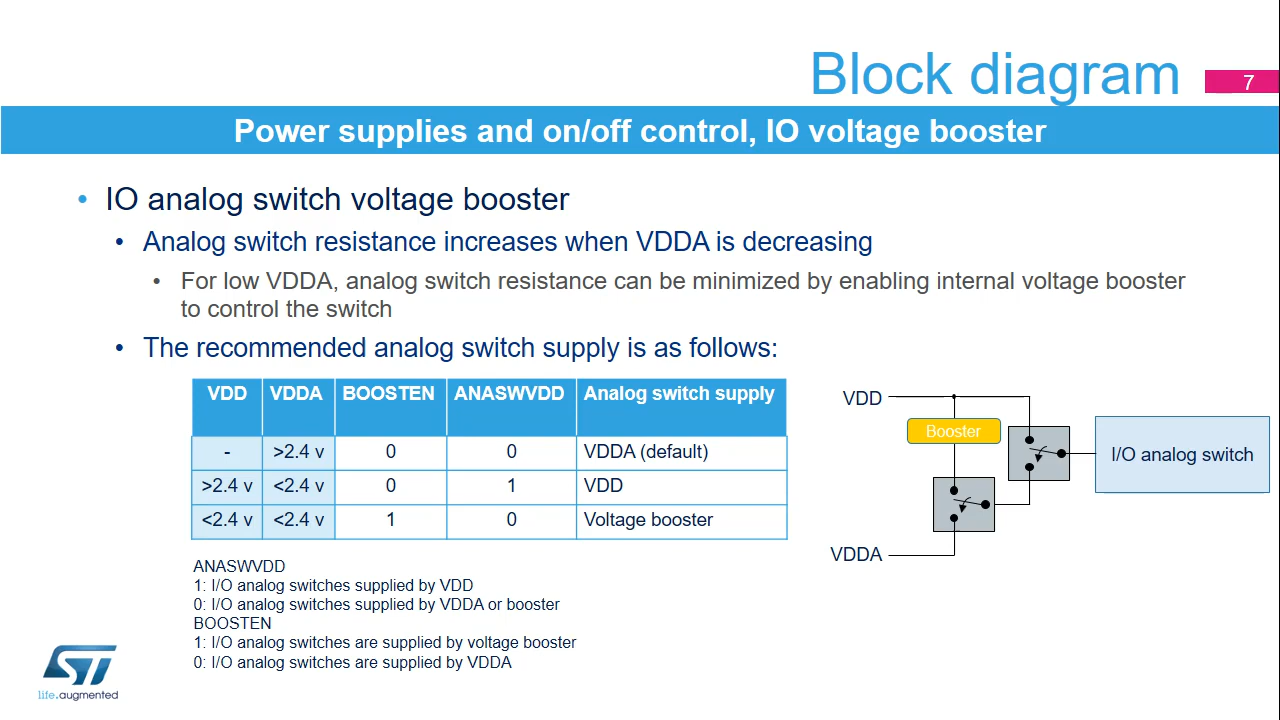 Block diagram
7
Power supplies and on/off control, IO voltage booster
• IO analog switch voltage booster
• Analog switch resistance increases when VDDA is decreasing
• For low VDDA, analog switch resistance can be minimized by enabling internal voltage booster
to control the switch
• The recommended analog switch supply is as follows:
VDD VDDA BOOSTEN ANASWVDD Analog switch supply
- >2.4 v 0 0 VDDA (default)
>2.4 v <2.4 v 0 1 VDD
<2.4 v <2.4 v 1 0 Voltage booster
VDD
Booster
I/O analog switch
VDDA
ANASWVDD
1: I/O analog switches supplied by VDD
0: I/O analog switches supplied by VDDA or booster
BOOSTEN
1: I/O analog switches are supplied by voltage booster
0: I/O analog switches are supplied by VDDA
ST
life.augmented